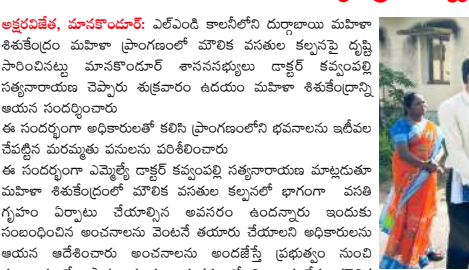 అక్షరవిజేత, మానకొండూర్: ఎల్ఎండి కాలనీలోని దుర్గాబాయి మహిళా
శిశుకేంద్రం మహిళా ప్రాంగణంలో మౌలిక వసతుల కల్పనపై దృష్టి
సారించినట్టు మానకొండూర్ శాసనసభ్యులు డాక్టర్ కవ్వంపల్లి
సత్యనారాయణ చెప్పారు శుక్రవారం ఉదయం మహిళా శిశుకేంద్రాన్ని
ఆయన సందర్శించారు
ఈ సందర్భంగా అధికారులతో కలిసి ప్రాంగణంలోని భవనాలను ఇటీవల
చేపట్టిన మరమ్మతు పనులను పరిశీలించారు
ఈ సందర్భంగా ఎమ్మెల్యే డాక్టర్ కవ్వంపల్లి సత్యనారాయణ మాట్లాడుతూ
మహిళా శిశుకేంద్రంలో మౌలిక వసతుల కల్పనలో భాగంగా వసతి
గృహం ఏర్పాటు చేయాల్సిన అవసరం ఉందన్నారు ఇందుకు
సంబంధించిన అంచనాలను వెంటనే తయారు చేయాలని అధికారులను
ఆయన ఆదేశించారు అంచనాలను అందజేస్తే ప్రభుత్వం నుంచి